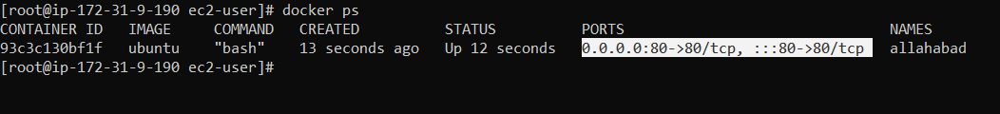 [root@ip-172-31-9-190 ec2-user]# docker ps
CONTAINER ID   IMAGE     COMMAND   CREATED          STATUS          PORTS                               NAMES
93c3c130bf1f   ubuntu    "bash"    13 seconds ago   Up 12 seconds   0.0.0.0:80->80/tcp, :::80->80/tcp   allahabad
[root@ip-172-31-9-190 ec2-user]#